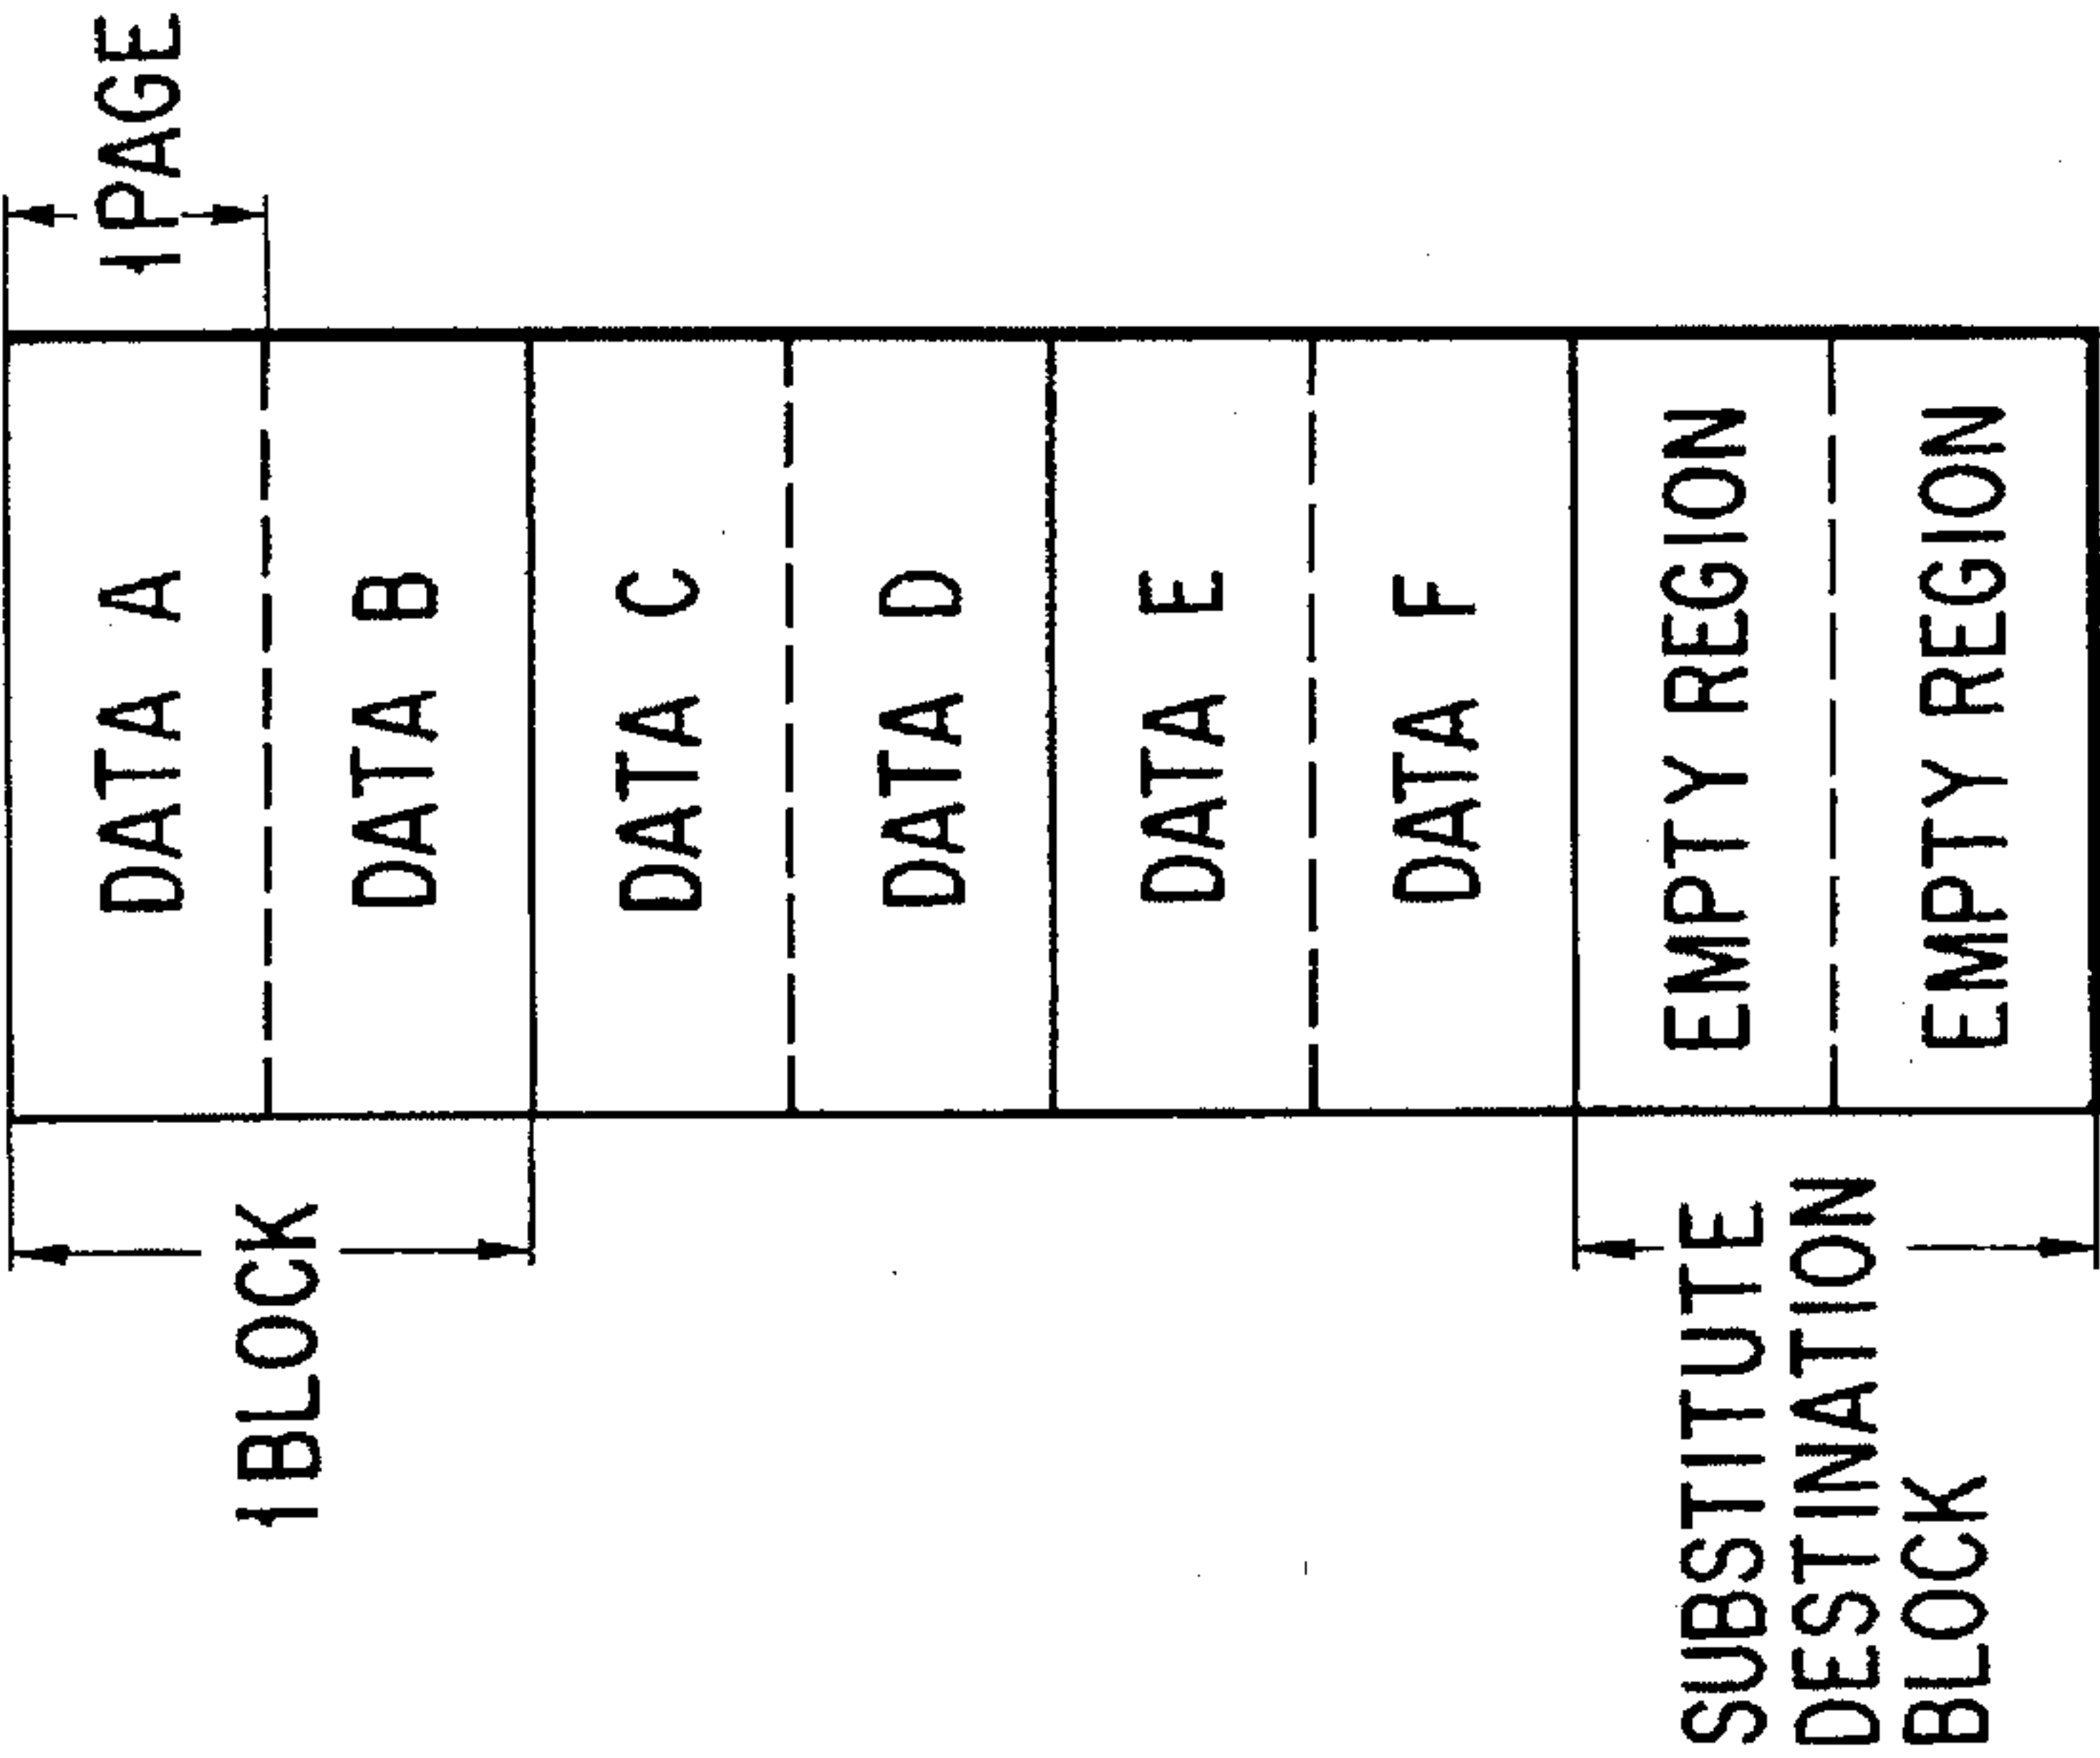 1PAGE
1BLOCK
DATA A
DATA B
DATA C
DATA D
DATA E
DATA F
EMPTY REGION
EMPTY REGION
SUBSTITUTE
DESTINATION
BLOCK